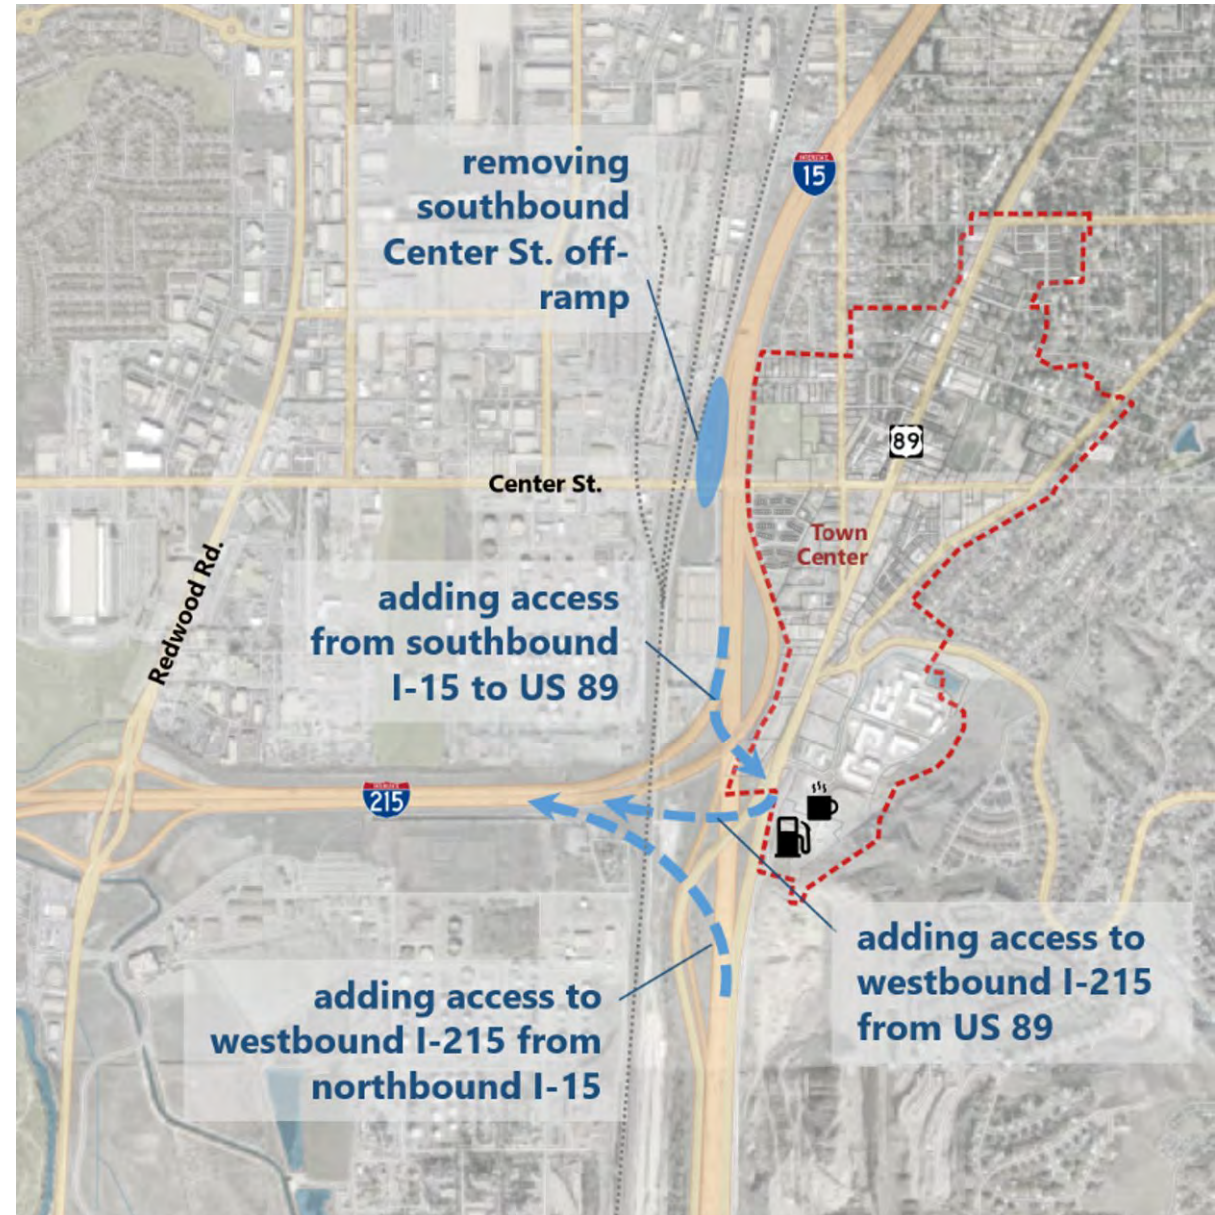 removing
southbound
Center St. off-
ramp
INTERSTATE
15
89
Center St.
Town
Center
Redwood Rd.
adding access
from southbound
I-15 to US 89
INTERSTATE
215
adding access to
westbound I-215
from US 89
adding access to
westbound I-215 from
northbound I-15